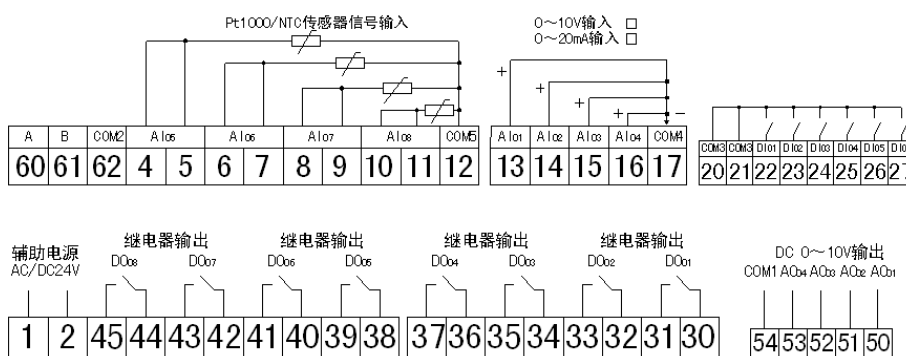 Pt1000/NTC传感器信号输入
0～10V输入 □
0～20mA输入 □
+
+
+
+ −
A B COM2 AI05 AI06 AI07 AI08 COM5
60 61 62 4 5 6 7 8 9 10 11 12
AI01 AI02 AI03 AI04 COM4
13 14 15 16 17
COM3 COM3 DI01 DI02 DI03 DI04 DI05
20 21 22 23 24 25 26 27
辅助电源
AC/DC24V
继电器输出 继电器输出 继电器输出 继电器输出
DO08 DO07 DO06 DO05 DO04 DO03 DO02 DO01
DC 0～10V输出
COM1 AO04 AO03 AO02 AO01
1 2 45 44 43 42 41 40 39 38
37 36 35 34 33 32 31 30
54 53 52 51 50